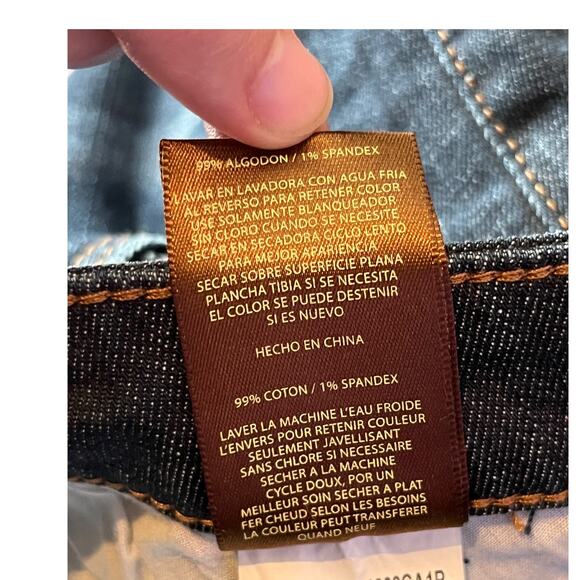 99% ALGODON / 1% SPANDEX
LAVAR EN LAVADORA CON AGUA FRIA
AL REVERSO PARA RETENER COLOR
USE SOLAMENTE BLANQUEADOR
SIN CLORO CUANDO SE NECESITE
SECAR EN SECADORA CICLO LENTO
PARA MEJOR APARIENCIA
SECAR SOBRE SUPERFICIE PLANA
PLANCHA TIBIA SI SE NECESITA
EL COLOR SE PUEDE DESTENIR
SI ES NUEVO
HECHO EN CHINA
99% COTON / 1% SPANDEX
LAVER LA MACHINE L'EAU FROIDE
L'ENVERS POUR RETENIR COULEUR
SEULEMENT JAVELLISANT
SANS CHLORE SI NECESSAIRE
SECHER A LA MACHINE
CYCLE DOUX, POR UN
MEILLEUR SOIN SECHER A PLAT
FER CHEUD SELON LES BESOINS
LA COULEUR PEUT TRANSFERER
QUAND NEUF